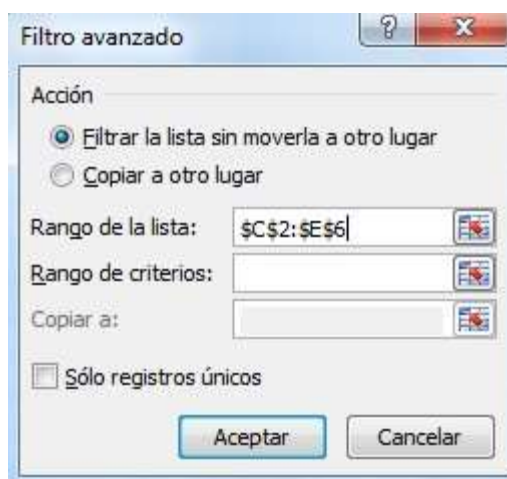 Filtro avanzado
Acción
Filtrar la lista sin moverla a otro lugar
Copiar a otro lugar
Rango de la lista: $C$2:$E$6
Rango de criterios:
Copiar a:
Sólo registros únicos
Aceptar Cancelar